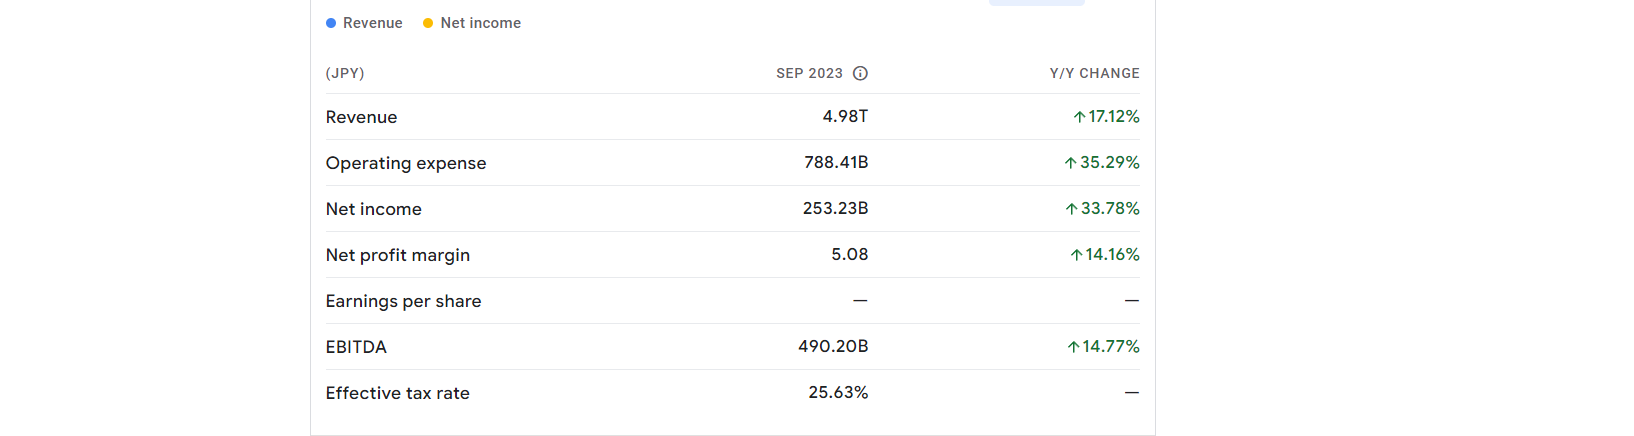 Revenue Net income
(JPY) SEP 2023 Y/Y CHANGE
Revenue 4.98T ↑17.12%
Operating expense 788.41B ↑35.29%
Net income 253.23B ↑33.78%
Net profit margin 5.08 ↑14.16%
Earnings per share — —
EBITDA 490.20B ↑14.77%
Effective tax rate 25.63% —